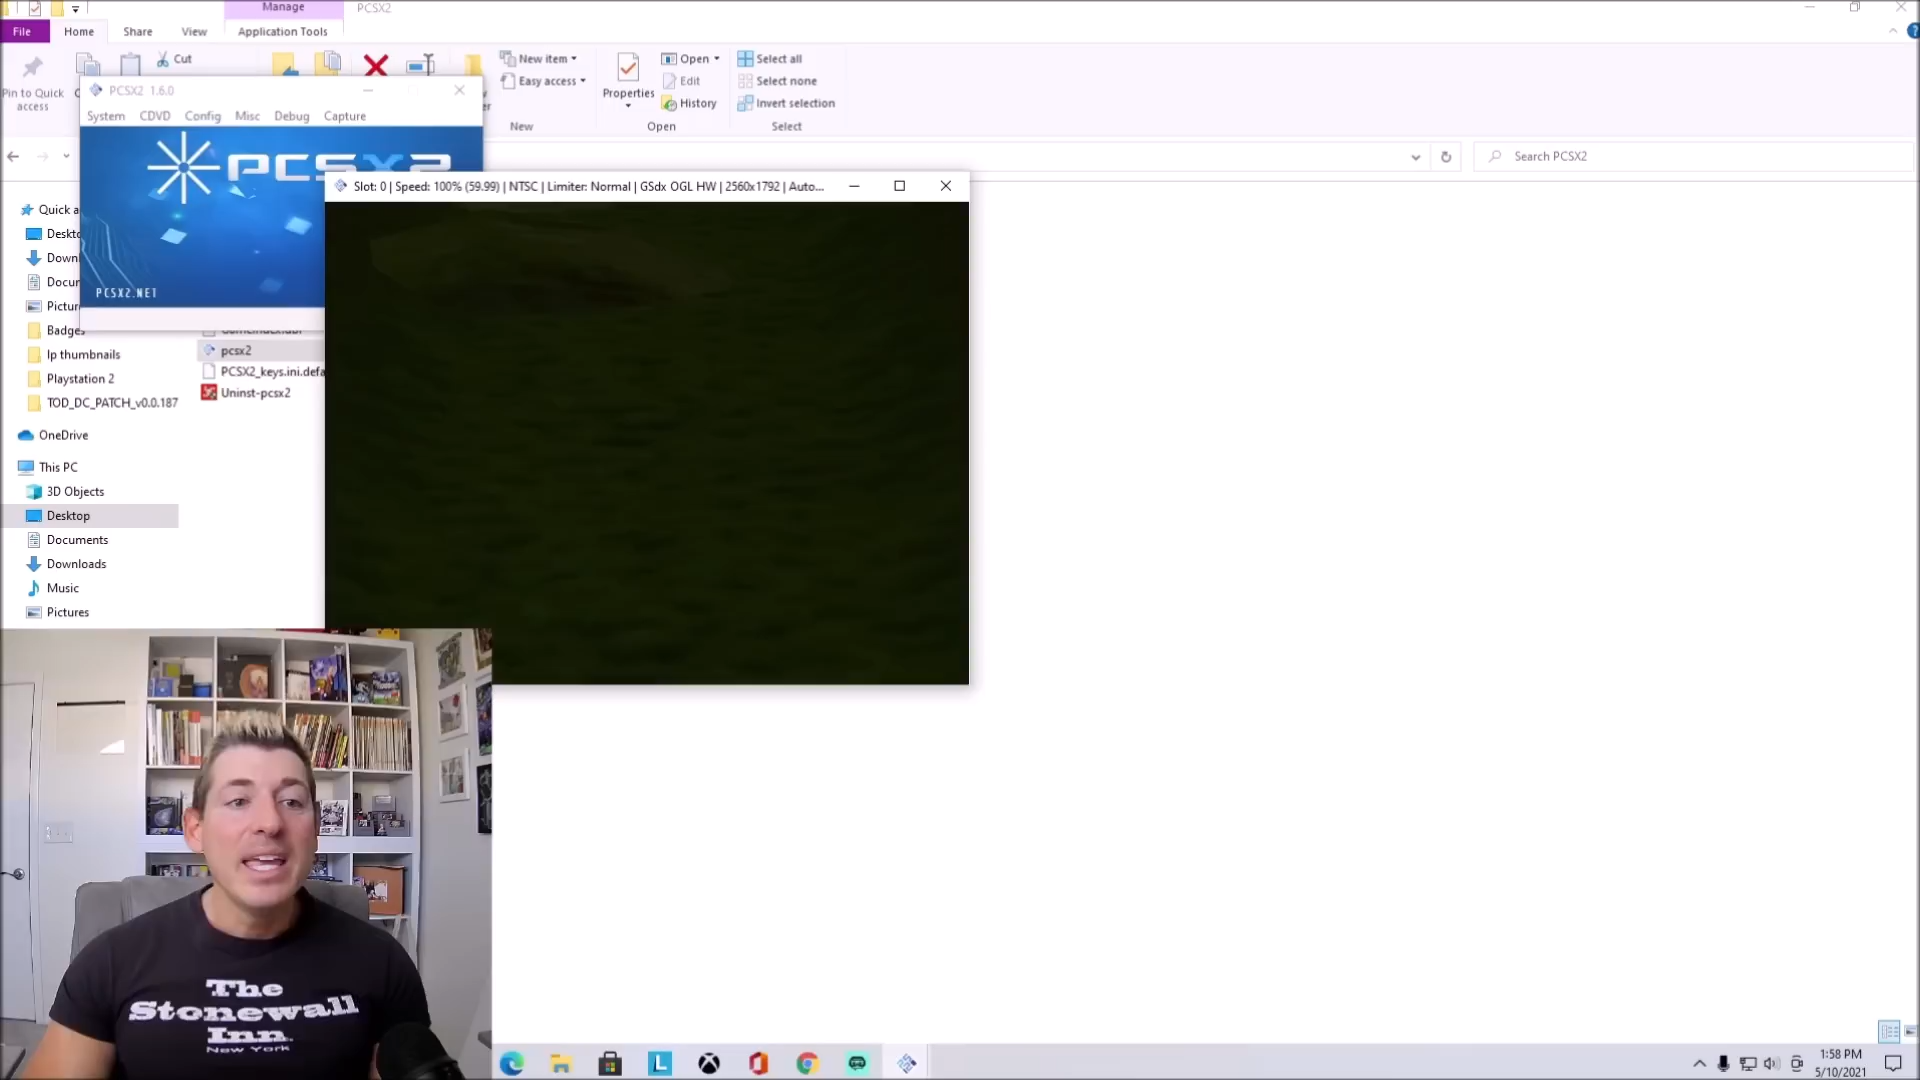 Manage
PCSX2
File
Home
Share
View
Application Tools
Pin to Quick
access
Cut
New item
Easy access
New
Properties
Open
Edit
History
Open
Select all
Select none
Invert selection
Select
PCSX2 1.6.0
System
CDVD
Config
Misc
Debug
Capture
PCSX2
PCSX2.NET
Search PCSX2
Slot: 0 | Speed: 100% (59.99) | NTSC | Limiter: Normal | GSdx OGL HW | 2560x1792 | Auto...
Quick a
Deskto
Downl
Docur
Pictur
Badges
lp thumbnails
Playstation 2
TOD_DC_PATCH_v0.0.187
OneDrive
This PC
3D Objects
Desktop
Documents
Downloads
Music
Pictures
pcsx2
PCSX2_keys.ini.defa
Uninst-pcsx2
The
Stonewall
Inn.
New York
1:58 PM
5/10/2021